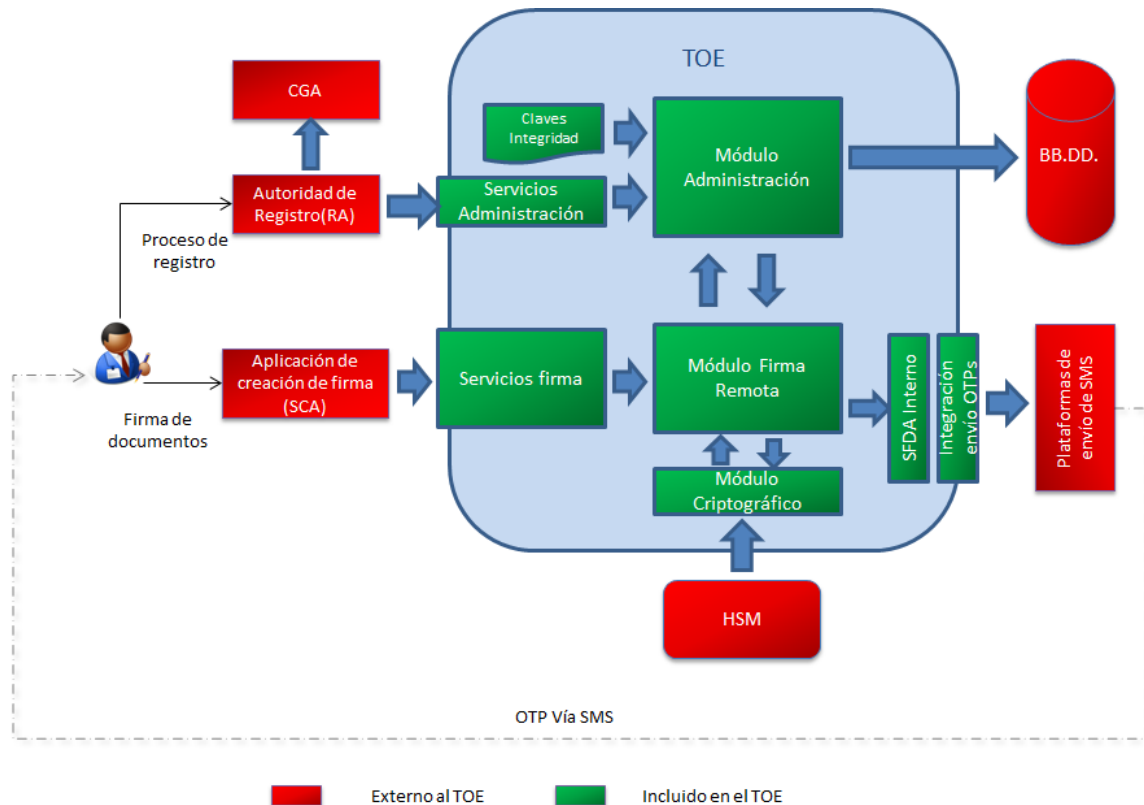 TOE
CGA
Claves
Integridad
Módulo
Administración
BB.DD.
Autoridad de
Registro(RA)
Servicios
Administración
Proceso de
registro
Aplicación de
creación de firma
(SCA)
Servicios firma
Módulo Firma
Remota
SFDA Interno
Integración
envío OTPs
Plataformas de
envío de SMS
Firma de
documentos
Módulo
Criptográfico
HSM
OTP Vía SMS
Externo al TOE
Incluido en el TOE